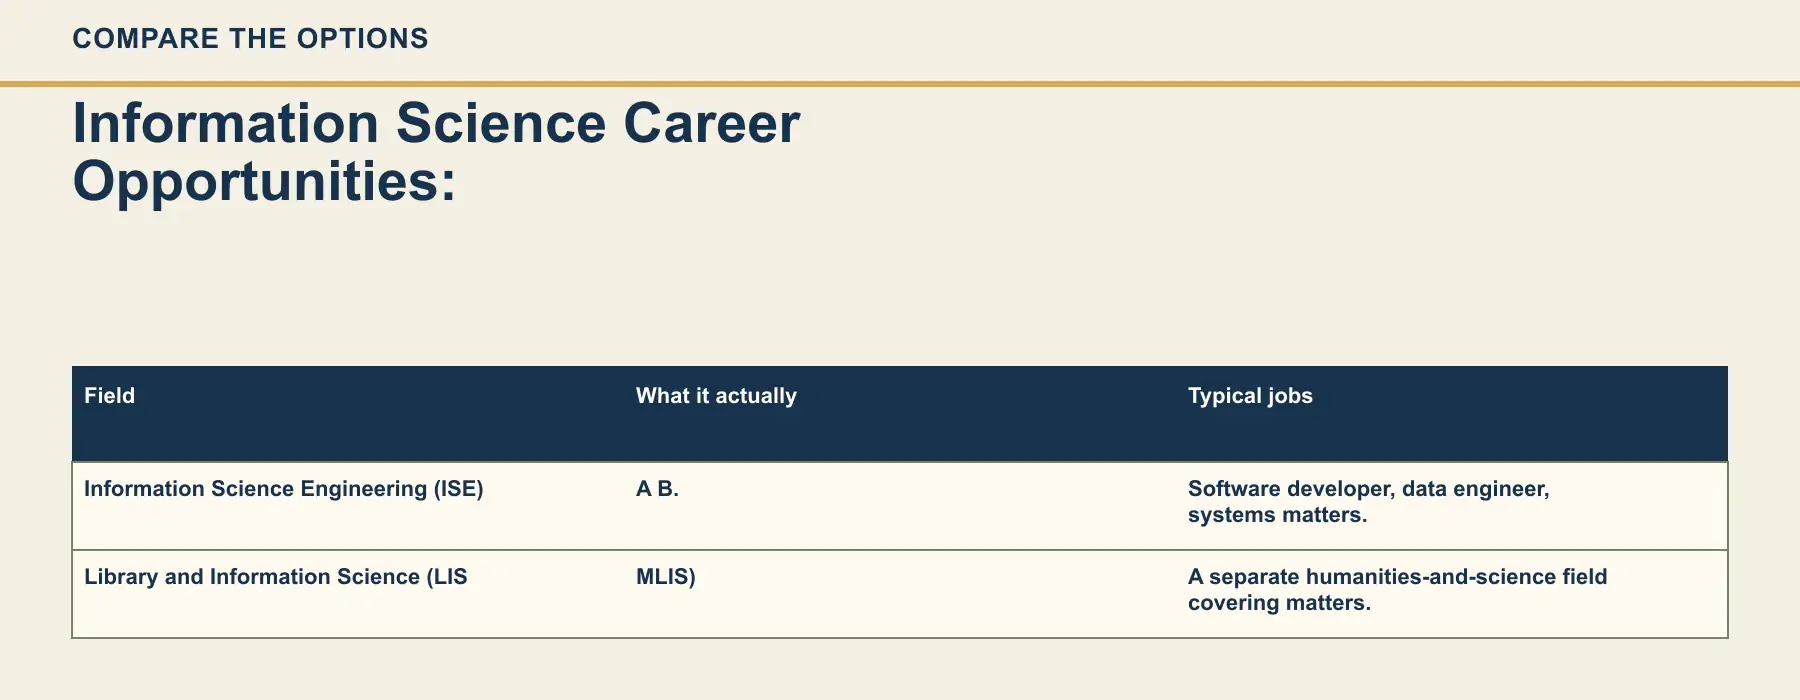 COMPARE THE OPTIONS
Information Science Career
Opportunities:
Field
What it actually
Typical jobs
Information Science Engineering (ISE)
A B.
Software developer, data engineer,
systems matters.
Library and Information Science (LIS
MLIS)
A separate humanities-and-science field
covering matters.